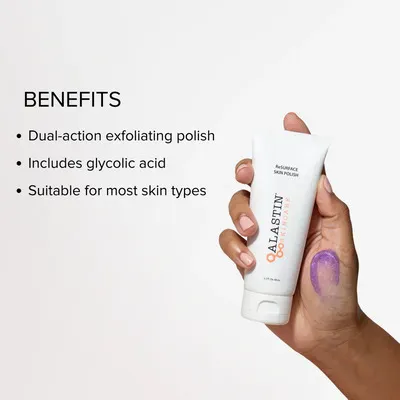 BENEFITS
Dual-action exfoliating polish
Includes glycolic acid
Suitable for most skin types
ReSURFACE
SKIN POLISH
ALASTIN
SKINCARE